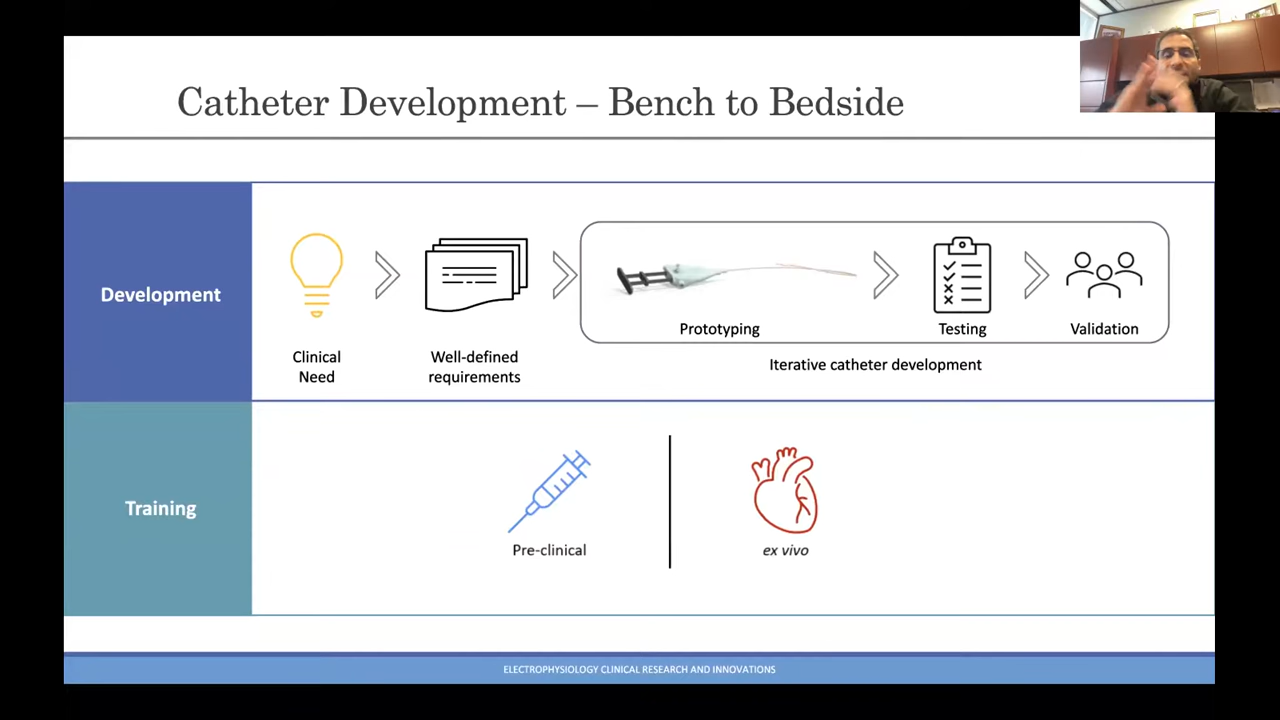 Catheter Development – Bench to Bedside
Development
Clinical
Need
Well-defined
requirements
Prototyping
Testing
Validation
Iterative catheter development
Training
Pre-clinical
ex vivo
ELECTROPHYSIOLOGY CLINICAL RESEARCH AND INNOVATIONS